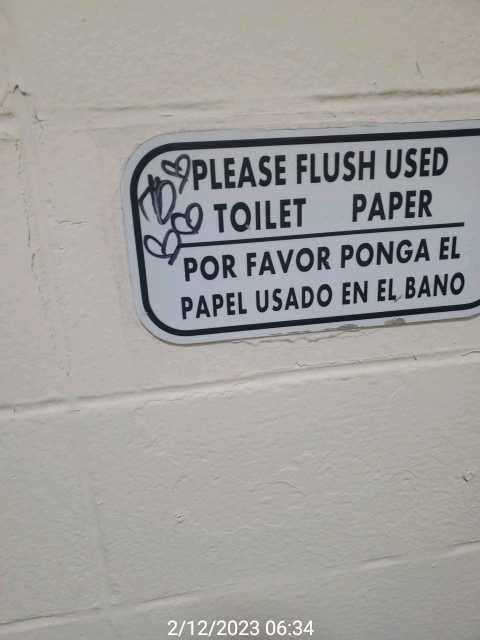 PLEASE FLUSH USED
TOILET PAPER
POR FAVOR PONGA EL
PAPEL USADO EN EL BANO
2/12/2023 06:34